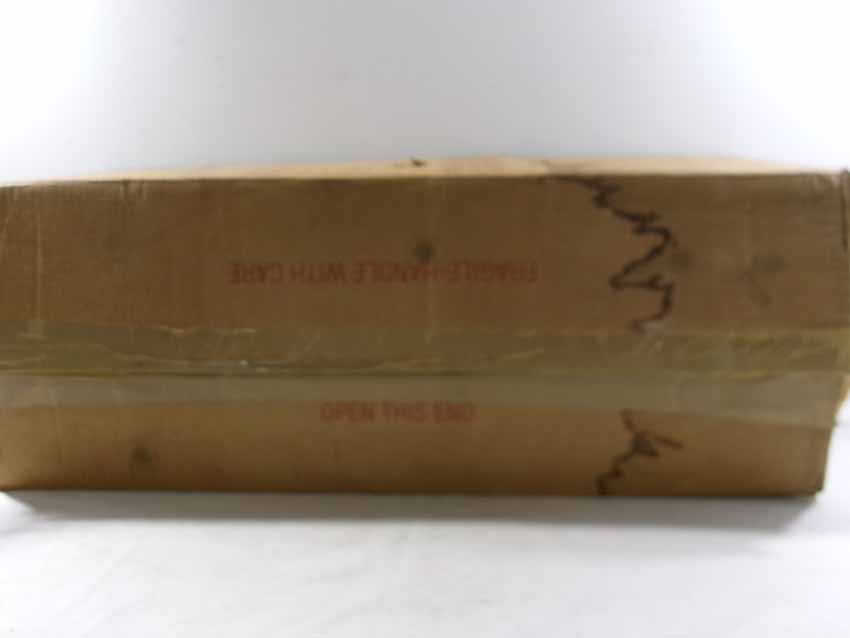 FRAGILE-HANDLE WITH CARE
OPEN THIS END